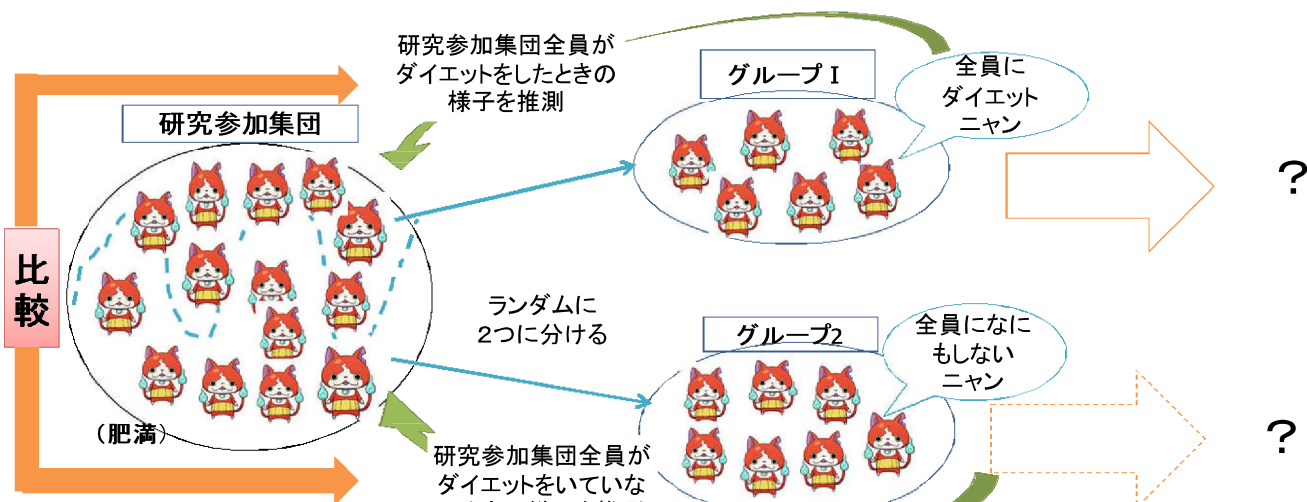 研究参加集団全員が
ダイエットをしたときの
様子を推測
グループ I
全員に
ダイエット
ニャン
研究参加集団
?
比
較
ランダムに
2つに分ける
グループ2
全員になに
もしない
ニャン
(肥満)
?
研究参加集団全員が
ダイエットをいていな